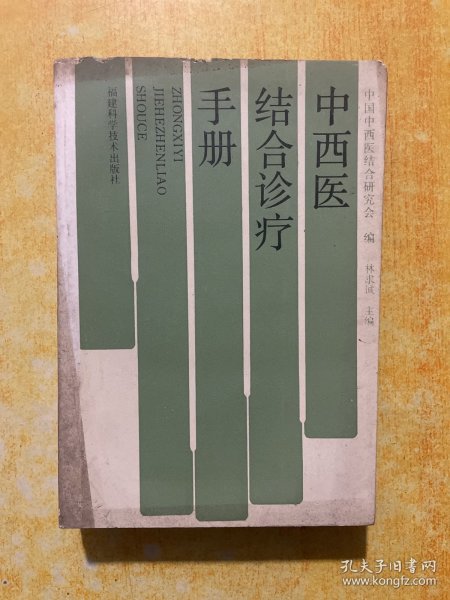 中国中西医结合研究会 编
林求诚 主编
中西医
结合诊疗
手册
ZHONGXIYI
JIEHEZHENLIAO
SHOUCE
福建科学技术出版社
孔夫子旧书网
www.kongfz.com